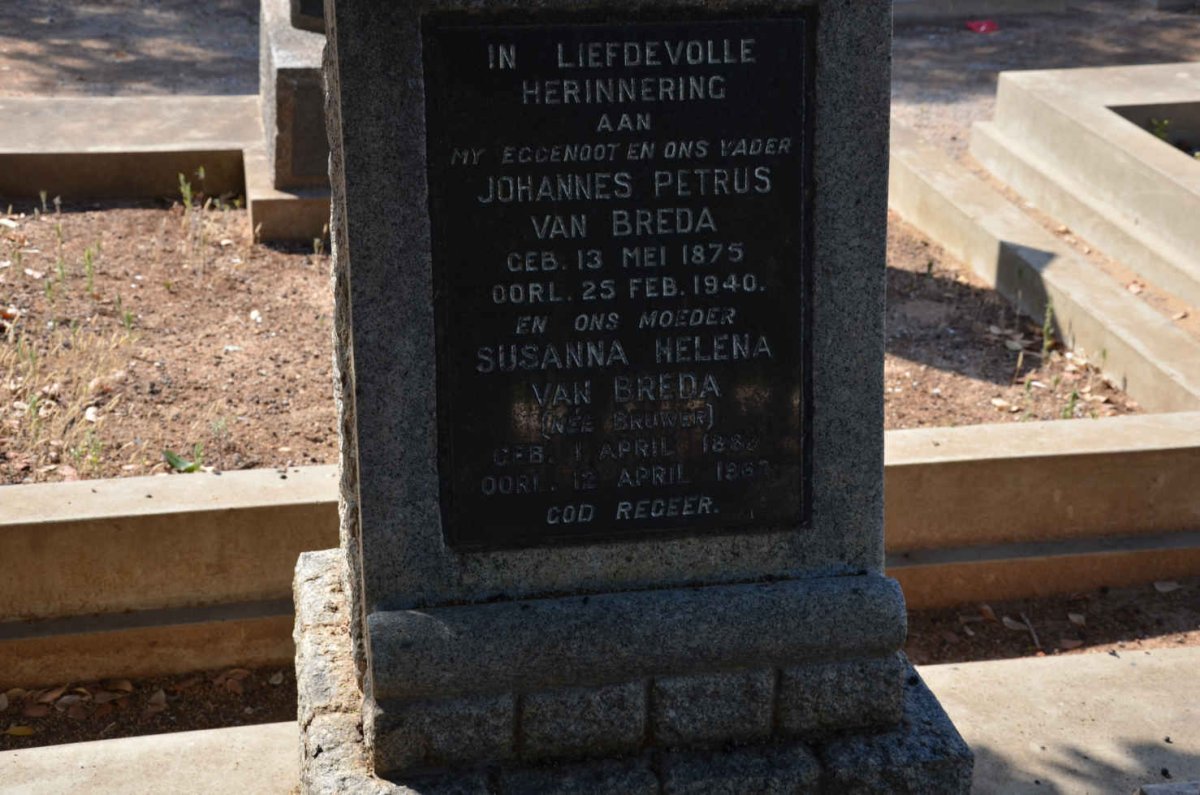 IN LIEFDEVOLLE
HERINNERING
AAN
MY EGGENOOT EN ONS VADER
JOHANNES PETRUS
VAN BREDA
GEB. 13 MEI 1875
OORL. 25 FEB. 1940.
EN ONS MOEDER
SUSANNA HELENA
VAN BREDA
(NÉE BRUWER)
GEB. 1 APRIL 1882
OORL. 12 APRIL
GOD REGEER.